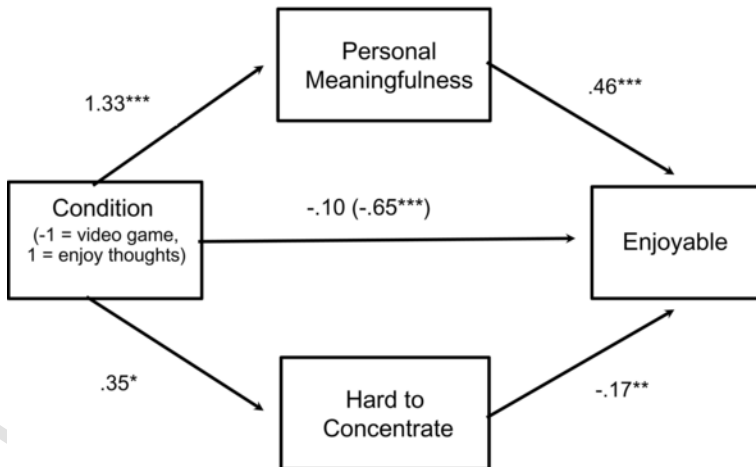 Personal
Meaningfulness
1.33***
.46***
Condition
(-1 = video game,
1 = enjoy thoughts)
-.10 (-.65***)
Enjoyable
.35*
Hard to
Concentrate
-.17**